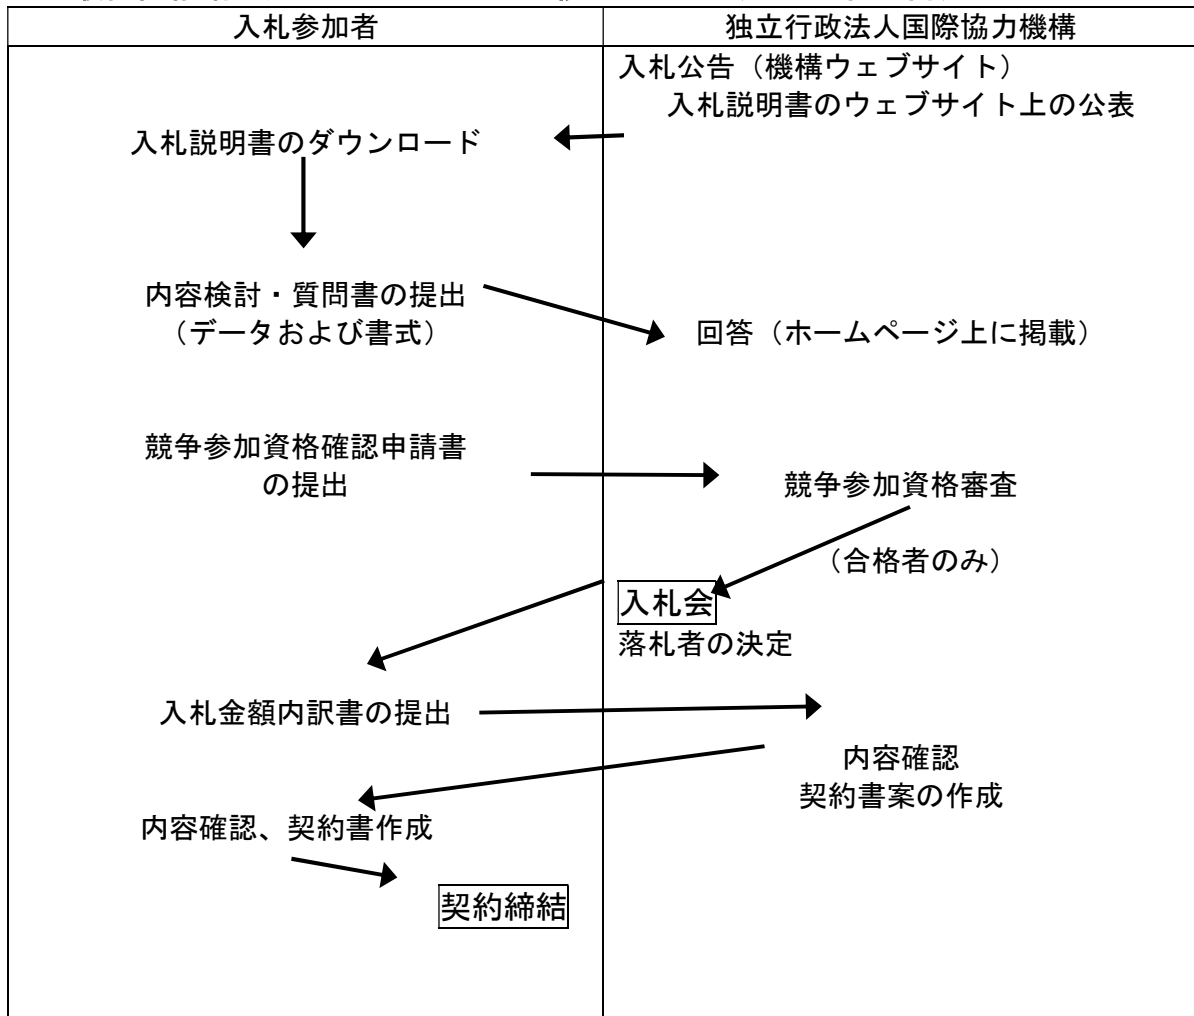 入札参加者
独立行政法人国際協力機構
入札公告（機構ウェブサイト）
入札説明書のウェブサイト上の公表
入札説明書のダウンロード
内容検討・質問書の提出
（データおよび書式）
回答（ホームページ上に掲載）
競争参加資格確認申請書
の提出
競争参加資格審査
（合格者のみ）
入札会
落札者の決定
入札金額内訳書の提出
内容確認
契約書案の作成
内容確認、契約書作成
契約締結